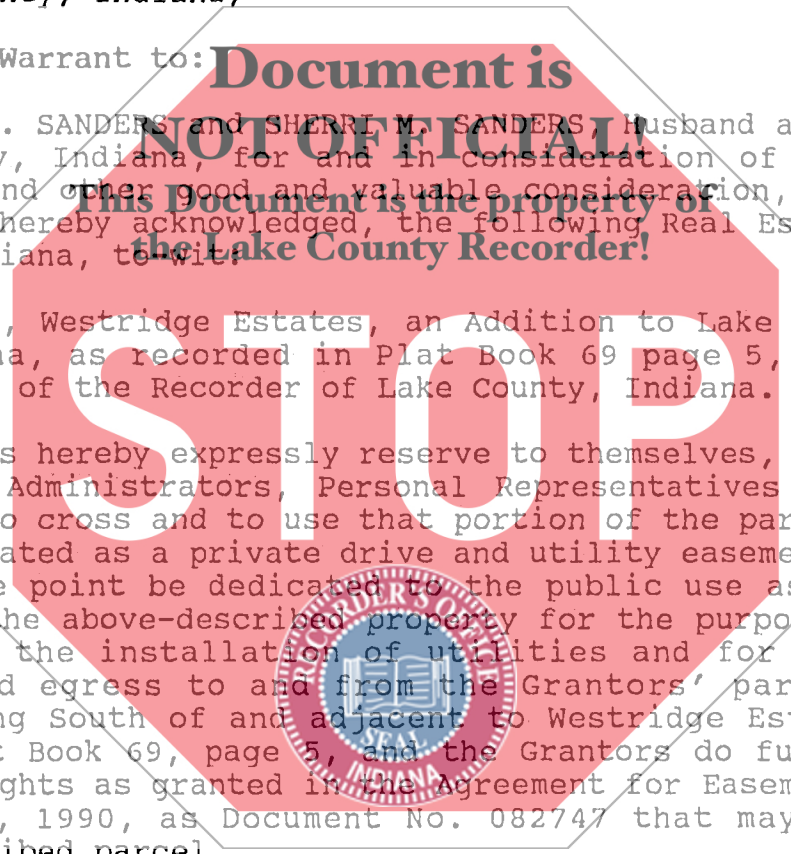 Indiana,
Warrant to:
Document is
. SANDERS and SHERRI M. SANDERS, Husband a
NOT OFFICIAL!
y, Indiana, for and in consideration of
nd other good and valuable consideration,
This Document is the property of
hereby acknowledged, the following Real Es
the Lake County Recorder!
iana, to-wit:
, Westridge Estates, an Addition to Lake
na, as recorded in Plat Book 69 page 5,
of the Recorder of Lake County, Indiana.
STOP
s hereby expressly reserve to themselves,
Administrators, Personal Representatives
o cross and to use that portion of the par
ated as a private drive and utility easeme
e point be dedicated to the public use as
he above-described property for the purpo
the installation of utilities and for
d egress to and from the Grantors' par
ng South of and adjacent to Westridge Est
t Book 69, page 5, and the Grantors do fu
ghts as granted in the Agreement for Easem
, 1990, as Document No. 082747 that may
ibed parcel
RECORDER'S OFFICE
SEAL
INDIANA